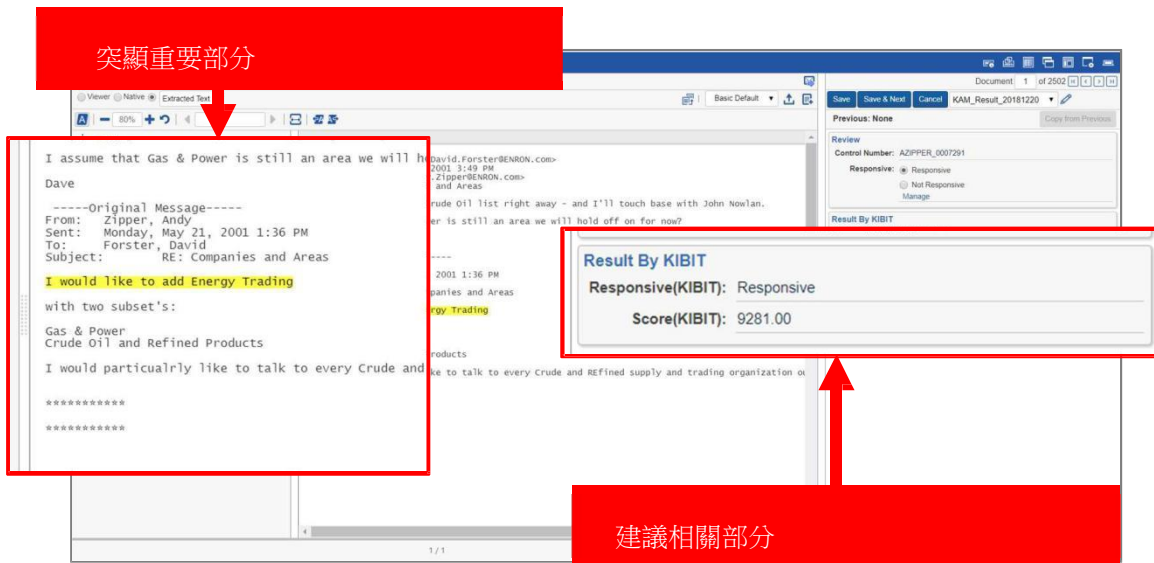 突顯重要部分
Document 1 of 2502
Viewer Native Extracted Text
Basic Default
Save Save & Next Cancel KAM_Result_20181220
80%
Previous: None Copy from Previous
Review
Control Number: AZIPPER_0007291
Responsive: Responsive
Not Responsive
Manage
Result By KIBIT
I assume that Gas & Power is still an area we will h
Dave
-----Original Message-----
From: Zipper, Andy
Sent: Monday, May 21, 2001 1:36 PM
To: Forster, David
Subject: RE: Companies and Areas
I would like to add Energy Trading
with two subset's:
Gas & Power
Crude Oil and Refined Products
I would particualrly like to talk to every Crude and
***********
***********
David.Forster@ENRON.com>
2001 3:49 PM
.Zipper@ENRON.com>
and Areas
rude Oil list right away - and I'll touch base with John Nowlan.
er is still an area we will hold off on for now?
----
2001 1:36 PM
panies and Areas
rgy Trading
roducts
ke to talk to every Crude and REfined supply and trading organization ou
Result By KIBIT
Responsive(KIBIT): Responsive
Score(KIBIT): 9281.00
建議相關部分
1 / 1